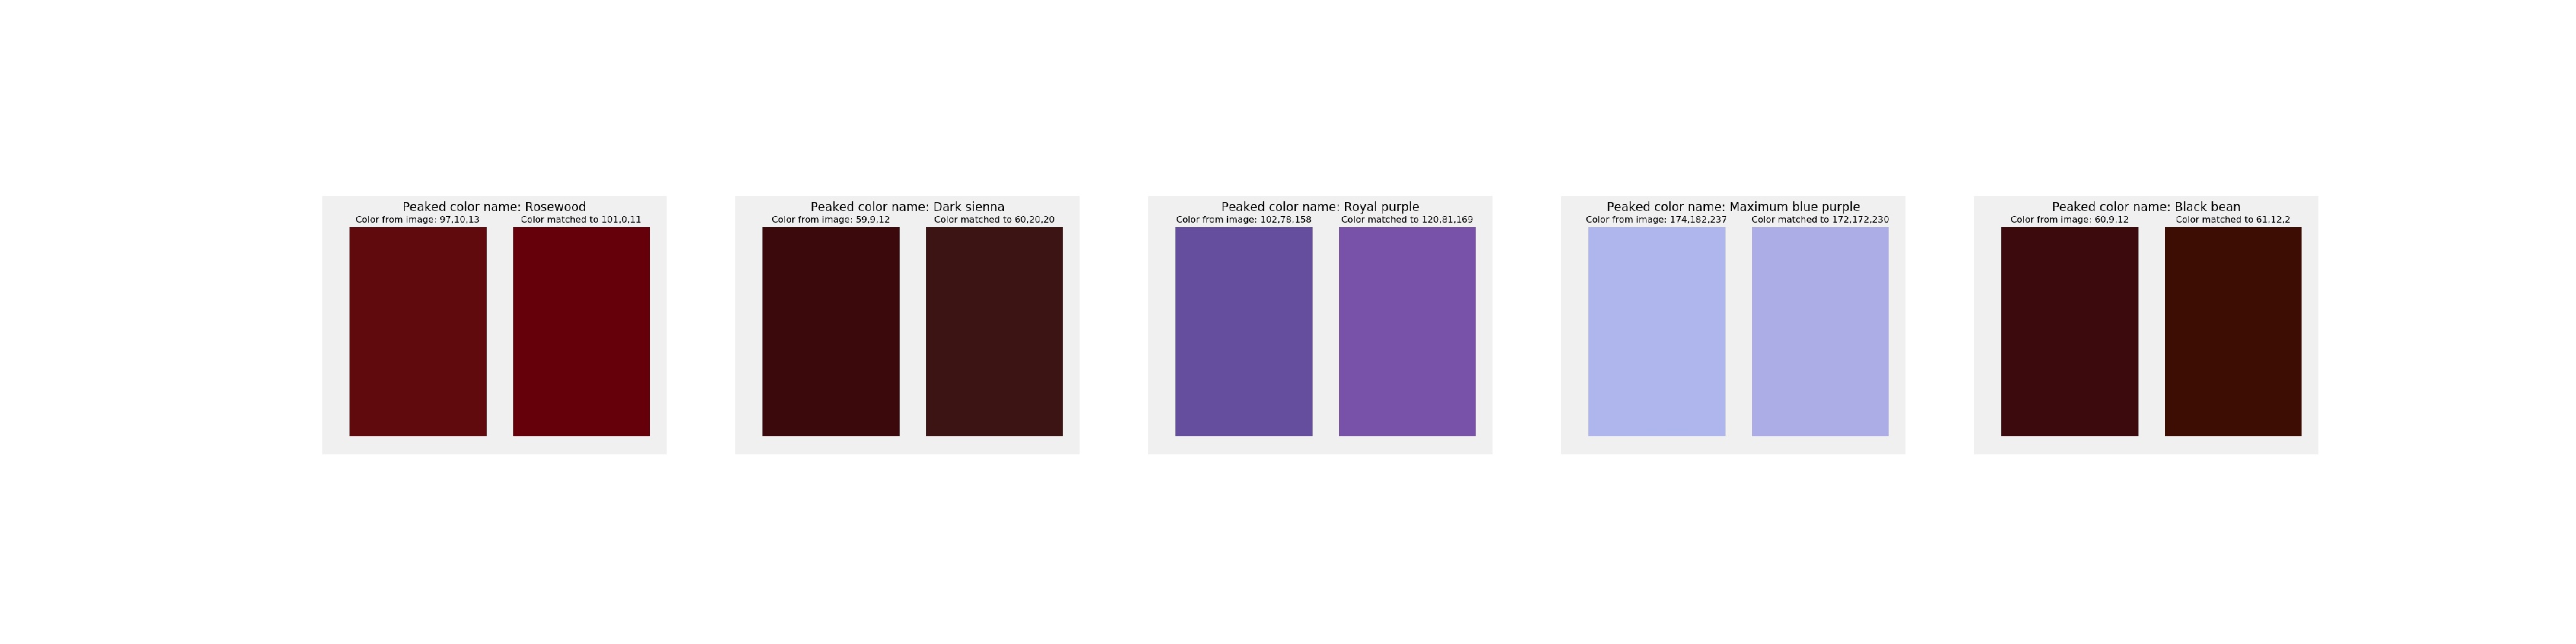 Peaked color name: Rosewood
Color from image: 97,10,13
Color matched to 101,0,11
Peaked color name: Dark sienna
Color from image: 59,9,12
Color matched to 60,20,20
Peaked color name: Royal purple
Color from image: 102,78,158
Color matched to 120,81,169
Peaked color name: Maximum blue purple
Color from image: 174,182,237
Color matched to 172,172,230
Peaked color name: Black bean
Color from image: 60,9,12
Color matched to 61,12,2